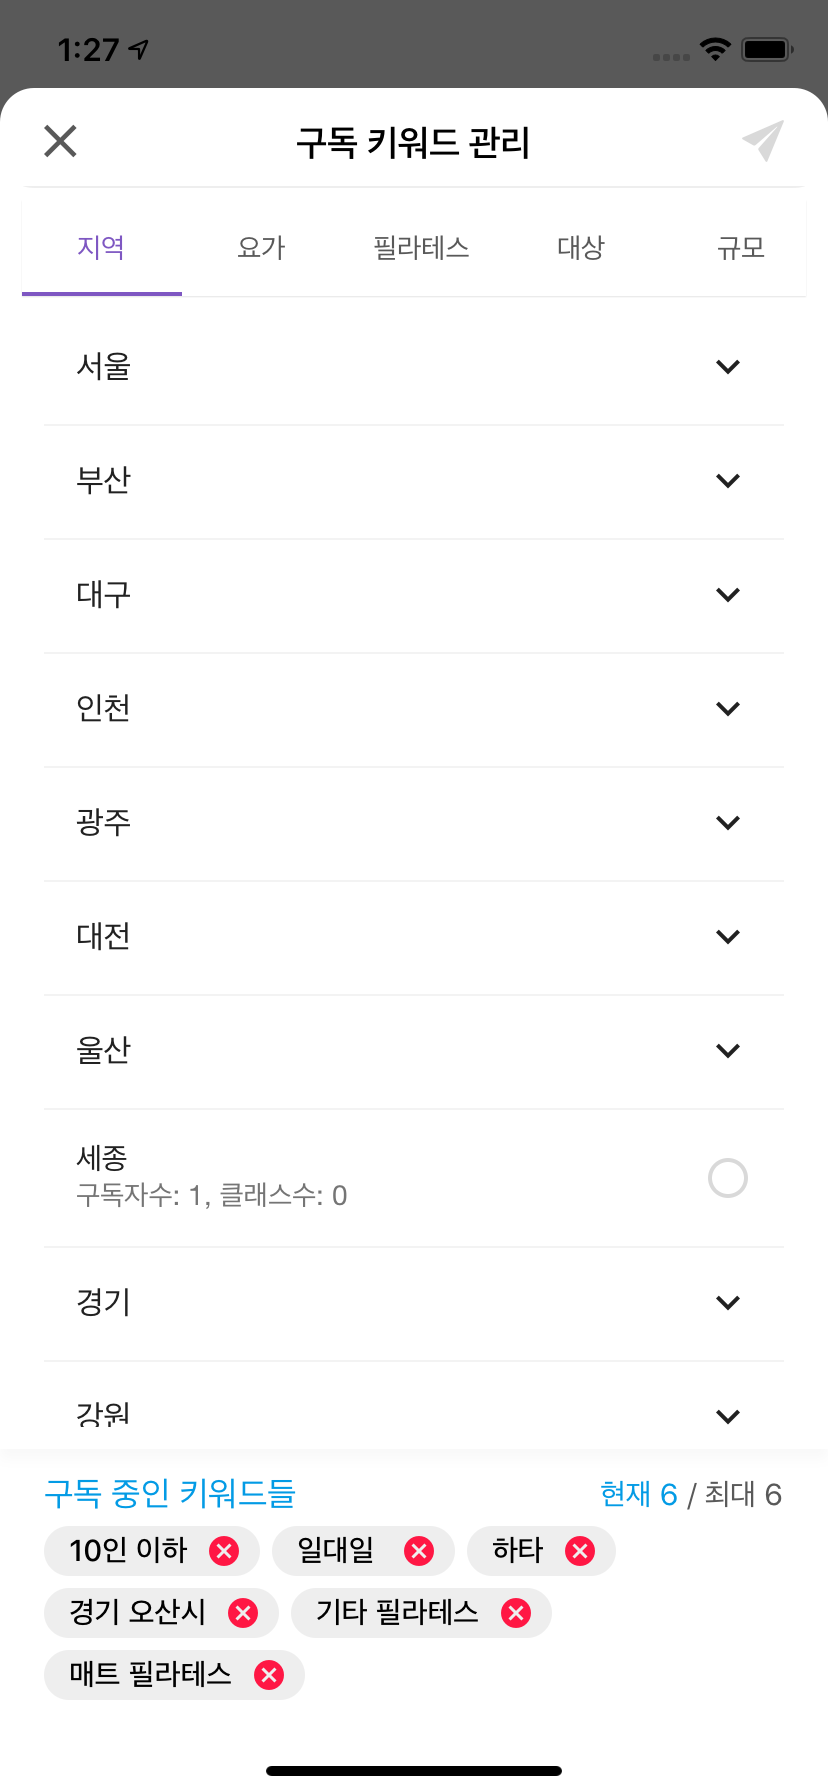 1:27
구독 키워드 관리
지역 요가 필라테스 대상 규모
서울
부산
대구
인천
광주
대전
울산
세종
구독자수: 1, 클래스수: 0
경기
강원
구독 중인 키워드들 현재 6 / 최대 6
10인 이하 일대일 하타
경기 오산시 기타 필라테스
매트 필라테스